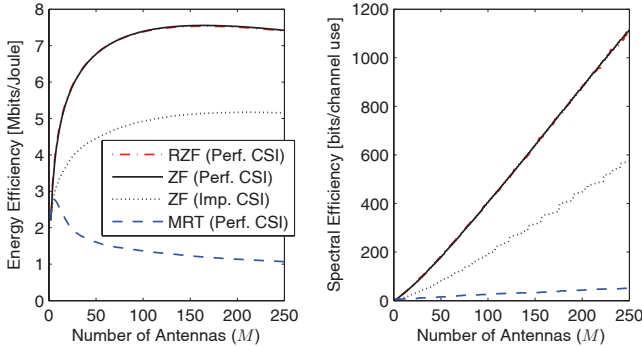 8
7
6
5
4
3
2
1
0
Energy Efficiency [Mbits/Joule]
RZF (Perf. CSI)
ZF (Perf. CSI)
ZF (Imp. CSI)
MRT (Perf. CSI)
0 50 100 150 200 250
Number of Antennas (M)
1200
1000
800
600
400
200
0
Spectral Efficiency [bits/channel use]
0 50 100 150 200 250
Number of Antennas (M)